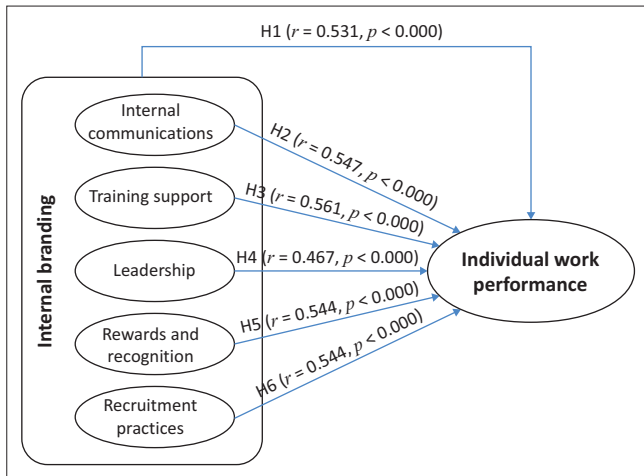 H1 (r = 0.531, p < 0.000)
Internal branding
Internal
communications
Training support
Leadership
Rewards and
recognition
Recruitment
practices
H2 (r = 0.547, p < 0.000)
H3 (r = 0.561, p < 0.000)
H4 (r = 0.467, p < 0.000)
H5 (r = 0.544, p < 0.000)
H6 (r = 0.544, p < 0.000)
Individual work
performance